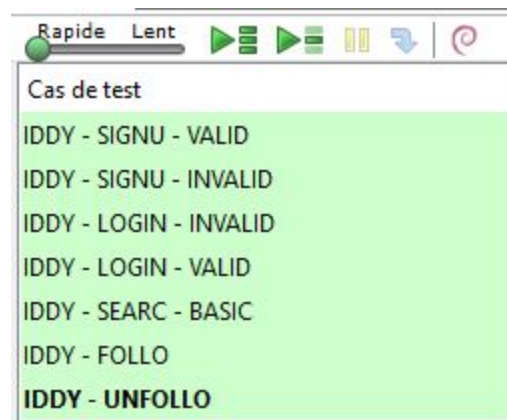 Rapide Lent
Cas de test
IDDY - SIGNU - VALID
IDDY - SIGNU - INVALID
IDDY - LOGIN - INVALID
IDDY - LOGIN - VALID
IDDY - SEARC - BASIC
IDDY - FOLLO
IDDY - UNFOLLO